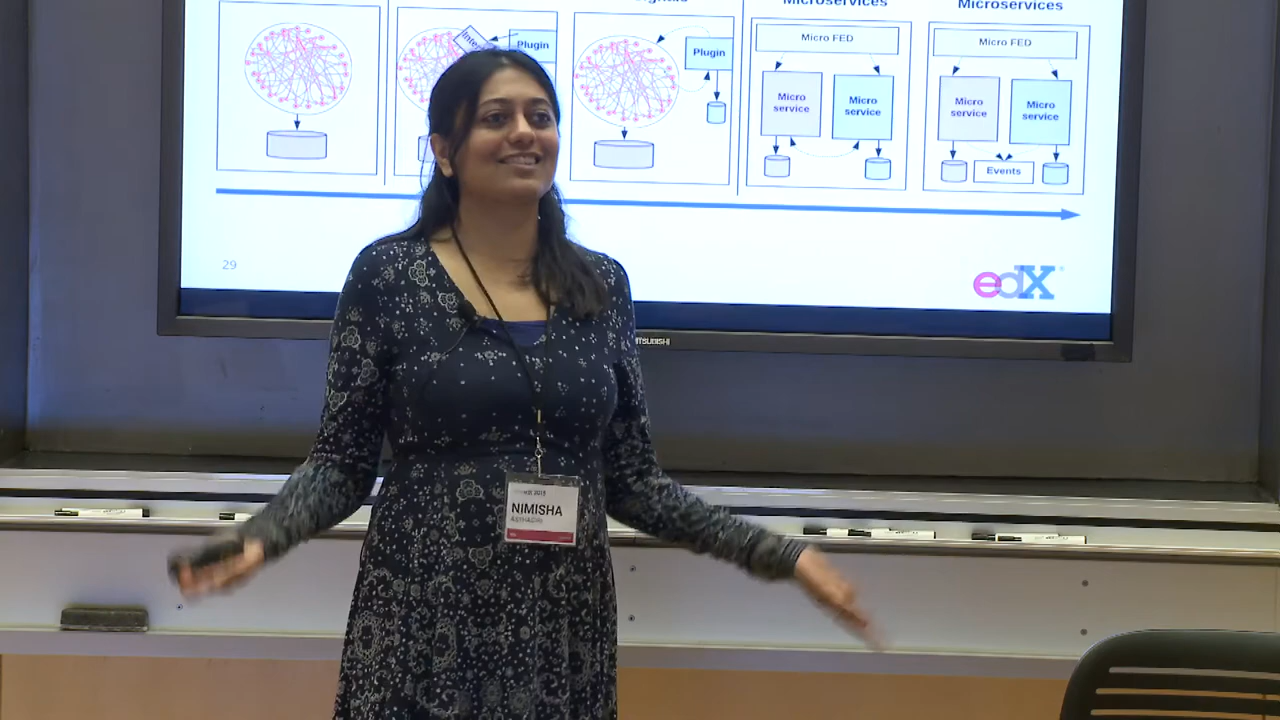 Microservices
Microservices
Plugin
Plugin
Micro FED
Micro
service
Micro
service
Micro FED
Micro
service
Micro
service
Events
29
edX
NIMISHA